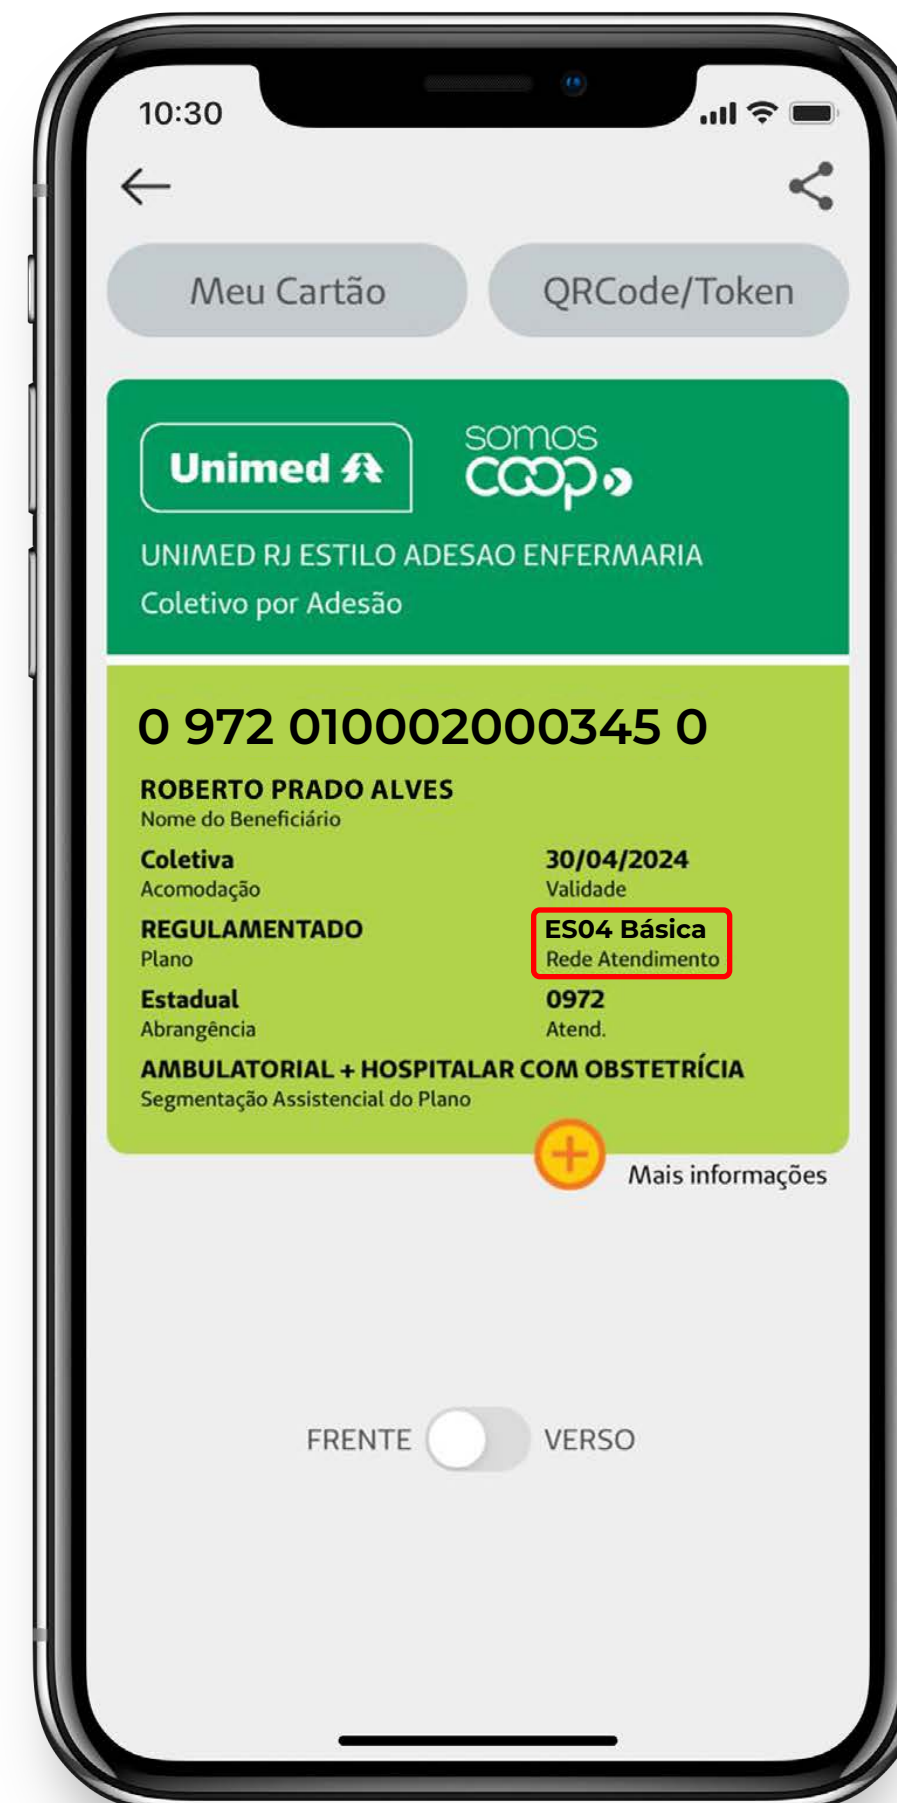 10:30
Meu Cartão
QRCode/Token
Unimed
somos
coop
UNIMED RJ ESTILO ADESAO ENFERMARIA
Coletivo por Adesão
0 972 010002000345 0
ROBERTO PRADO ALVES
Nome do Beneficiário
Coletiva
Acomodação
30/04/2024
Validade
REGULAMENTADO
Plano
ES04 Básica
Rede Atendimento
Estadual
Abrangência
0972
Atend.
AMBULATORIAL + HOSPITALAR COM OBSTETRÍCIA
Segmentação Assistencial do Plano
Mais informações
FRENTE
VERSO